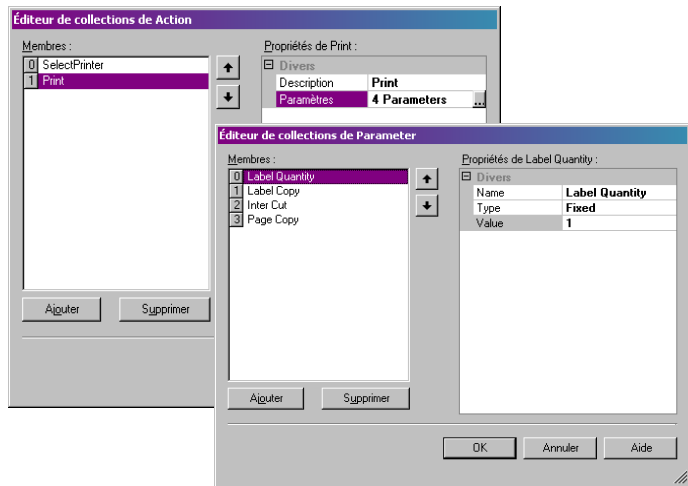 Éditeur de collections de Action
Membres :
0 SelectPrinter
1 Print
Propriétés de Print :
Divers
Description Print
Paramètres 4 Parameters ...
Ajouter Supprimer
Éditeur de collections de Parameter
Membres :
0 Label Quantity
1 Label Copy
2 Inter Cut
3 Page Copy
Propriétés de Label Quantity :
Divers
Name Label Quantity
Type Fixed
Value 1
Ajouter Supprimer
OK Annuler Aide